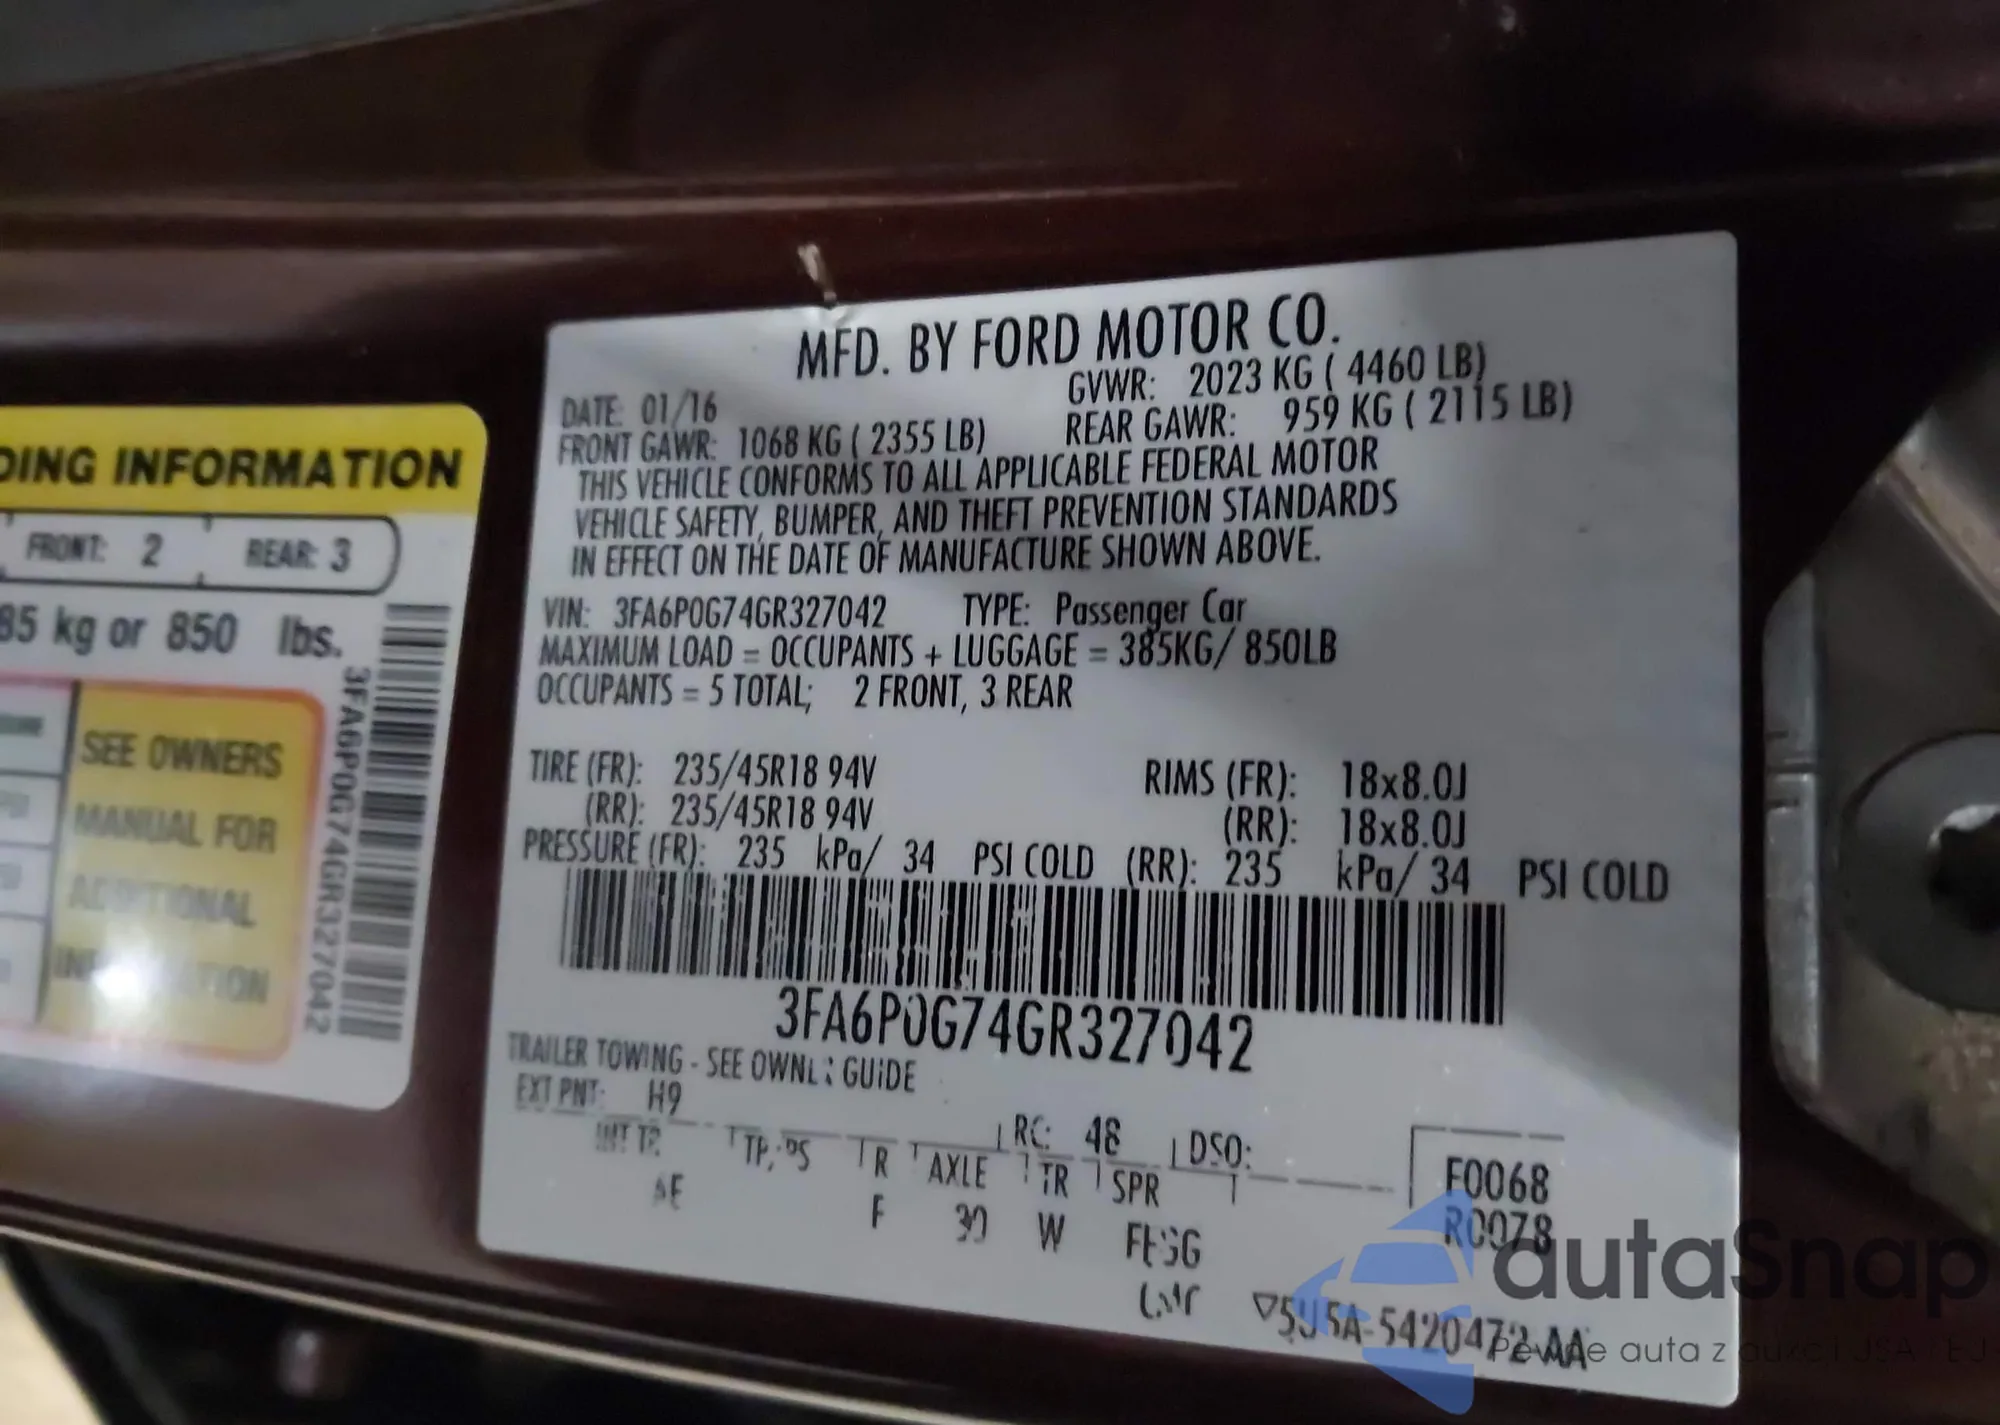 DING INFORMATION
FRONT: 2 REAR: 3
85 kg or 850 lbs.
SEE OWNERS
MANUAL FOR
ADDITIONAL
INFORMATION
3FA6P0G74GR327042
MFD. BY FORD MOTOR CO.
DATE: 01/16 GVWR: 2023 KG ( 4460 LB)
FRONT GAWR: 1068 KG ( 2355 LB) REAR GAWR: 959 KG ( 2115 LB)
THIS VEHICLE CONFORMS TO ALL APPLICABLE FEDERAL MOTOR
VEHICLE SAFETY, BUMPER, AND THEFT PREVENTION STANDARDS
IN EFFECT ON THE DATE OF MANUFACTURE SHOWN ABOVE.
VIN: 3FA6P0G74GR327042 TYPE: Passenger Car
MAXIMUM LOAD = OCCUPANTS + LUGGAGE = 385KG/ 850LB
OCCUPANTS = 5 TOTAL; 2 FRONT, 3 REAR
TIRE (FR): 235/45R18 94V RIMS (FR): 18x8.0J
(RR): 235/45R18 94V (RR): 18x8.0J
PRESSURE (FR): 235 kPa/ 34 PSI COLD (RR): 235 kPa/ 34 PSI COLD
3FA6P0G74GR327042
TRAILER TOWING - SEE GUIDE
EXT PNT: H9 RC: 48 DSO:
INT TR R AXLE TR SPR
F W
F0068
R0078
autaSnap
auta z